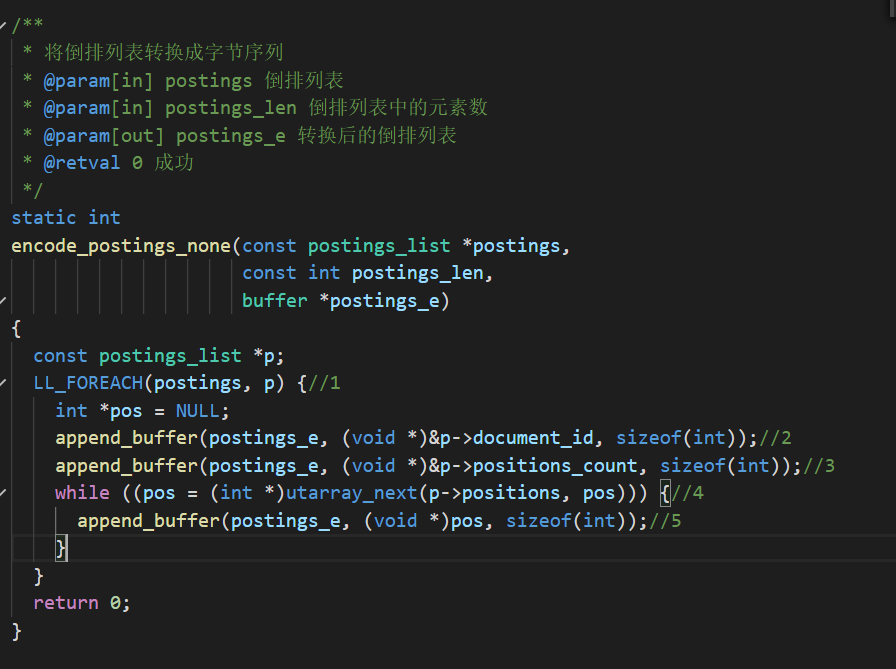 /**
 * 将倒排列表转换成字节序列
 * @param[in] postings 倒排列表
 * @param[in] postings_len 倒排列表中的元素数
 * @param[out] postings_e 转换后的倒排列表
 * @retval 0 成功
 */
static int
encode_postings_none(const postings_list *postings,
                     const int postings_len,
                     buffer *postings_e)
{
  const postings_list *p;
  LL_FOREACH(postings, p) {//1
    int *pos = NULL;
    append_buffer(postings_e, (void *)&p->document_id, sizeof(int));//2
    append_buffer(postings_e, (void *)&p->positions_count, sizeof(int));//3
    while ((pos = (int *)utarray_next(p->positions, pos))) {//4
      append_buffer(postings_e, (void *)pos, sizeof(int));//5
    }
  }
  return 0;
}